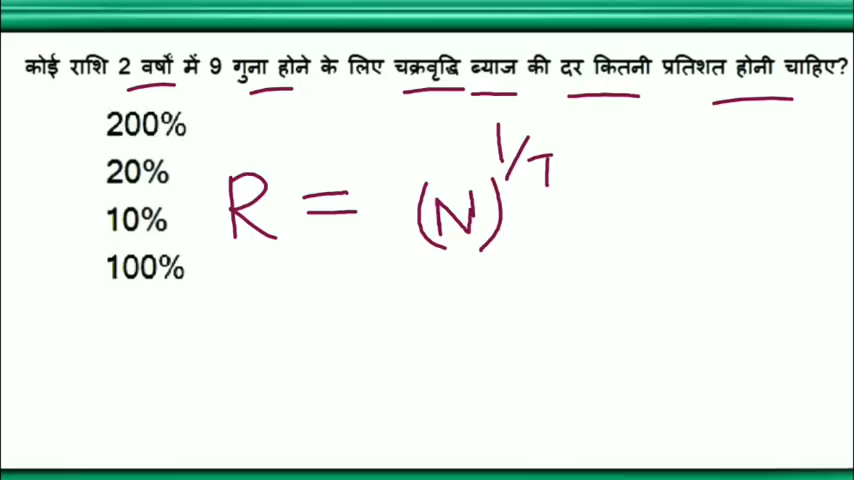 कोई राशि 2 वर्षों में 9 गुना होने के लिए चक्रवृद्धि ब्याज की दर कितनी प्रतिशत होनी चाहिए?
200%
20%
10%
100%
R = (N)^1/T